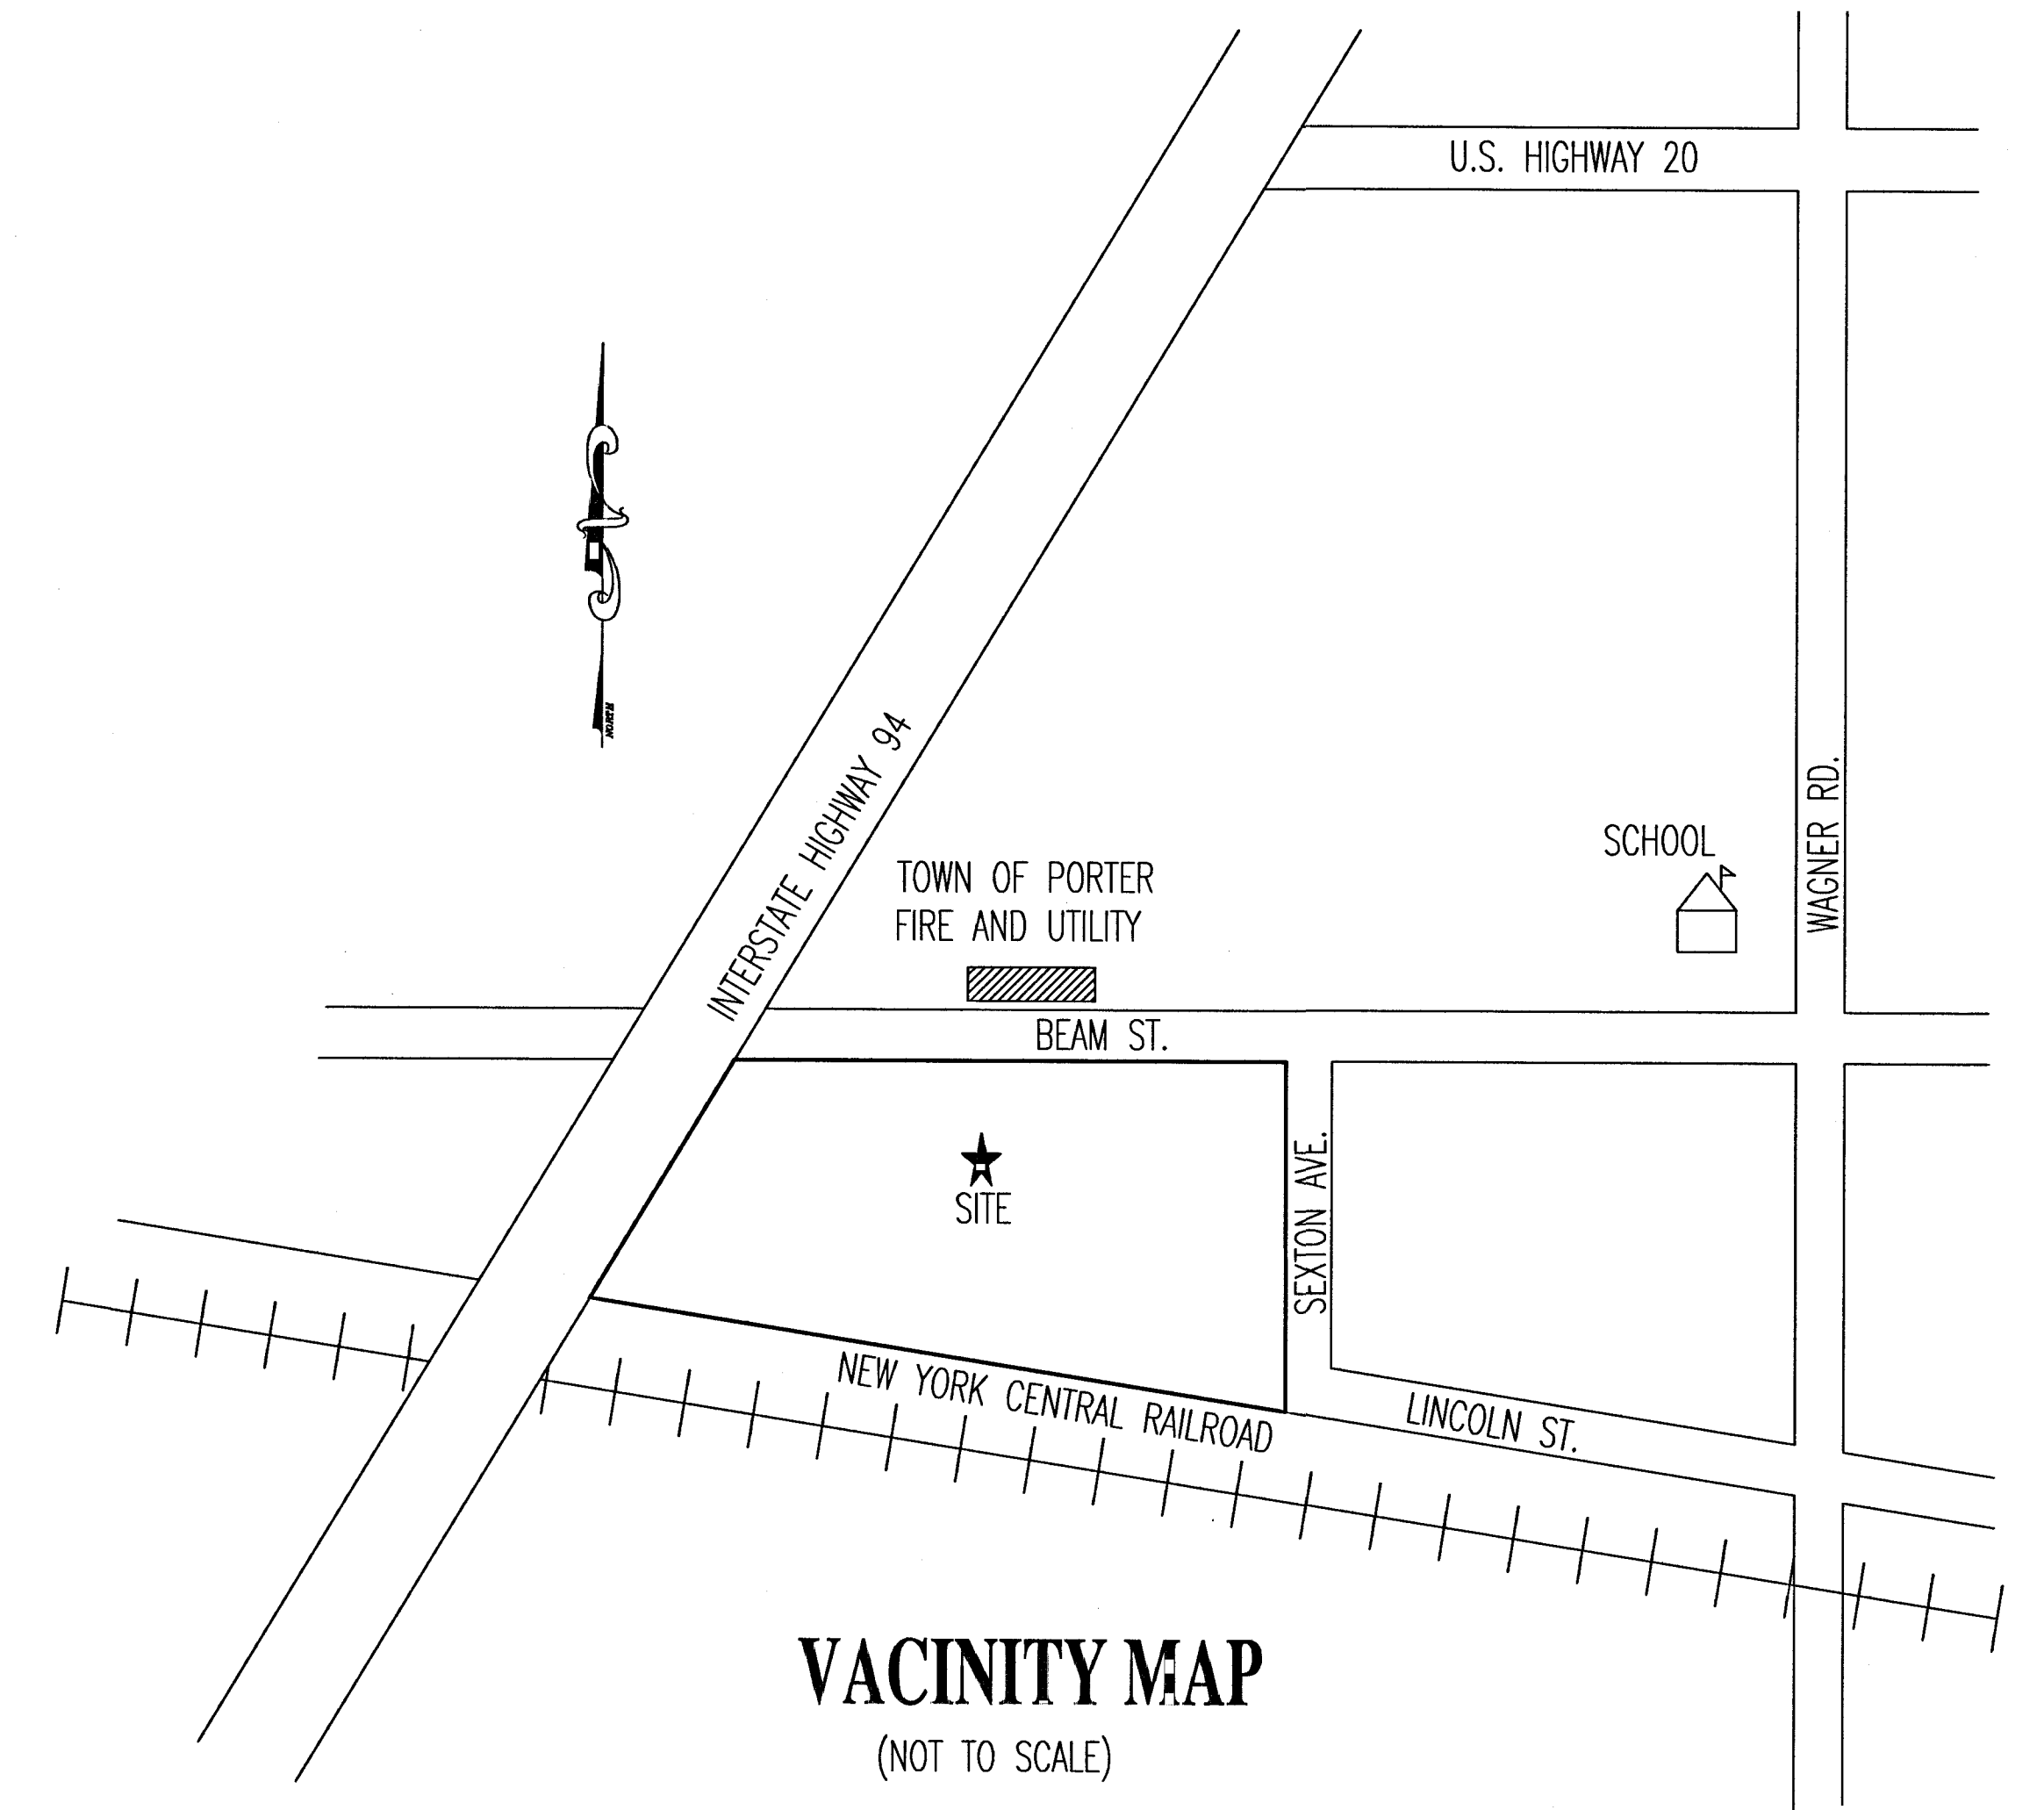 U.S. HIGHWAY 20
NORTH
INTERSTATE HIGHWAY 94
WAGNER RD.
SCHOOL
TOWN OF PORTER
FIRE AND UTILITY
BEAM ST.
SITE
SEXTON AVE.
NEW YORK CENTRAL RAILROAD
LINCOLN ST.
VACINITY MAP
(NOT TO SCALE)